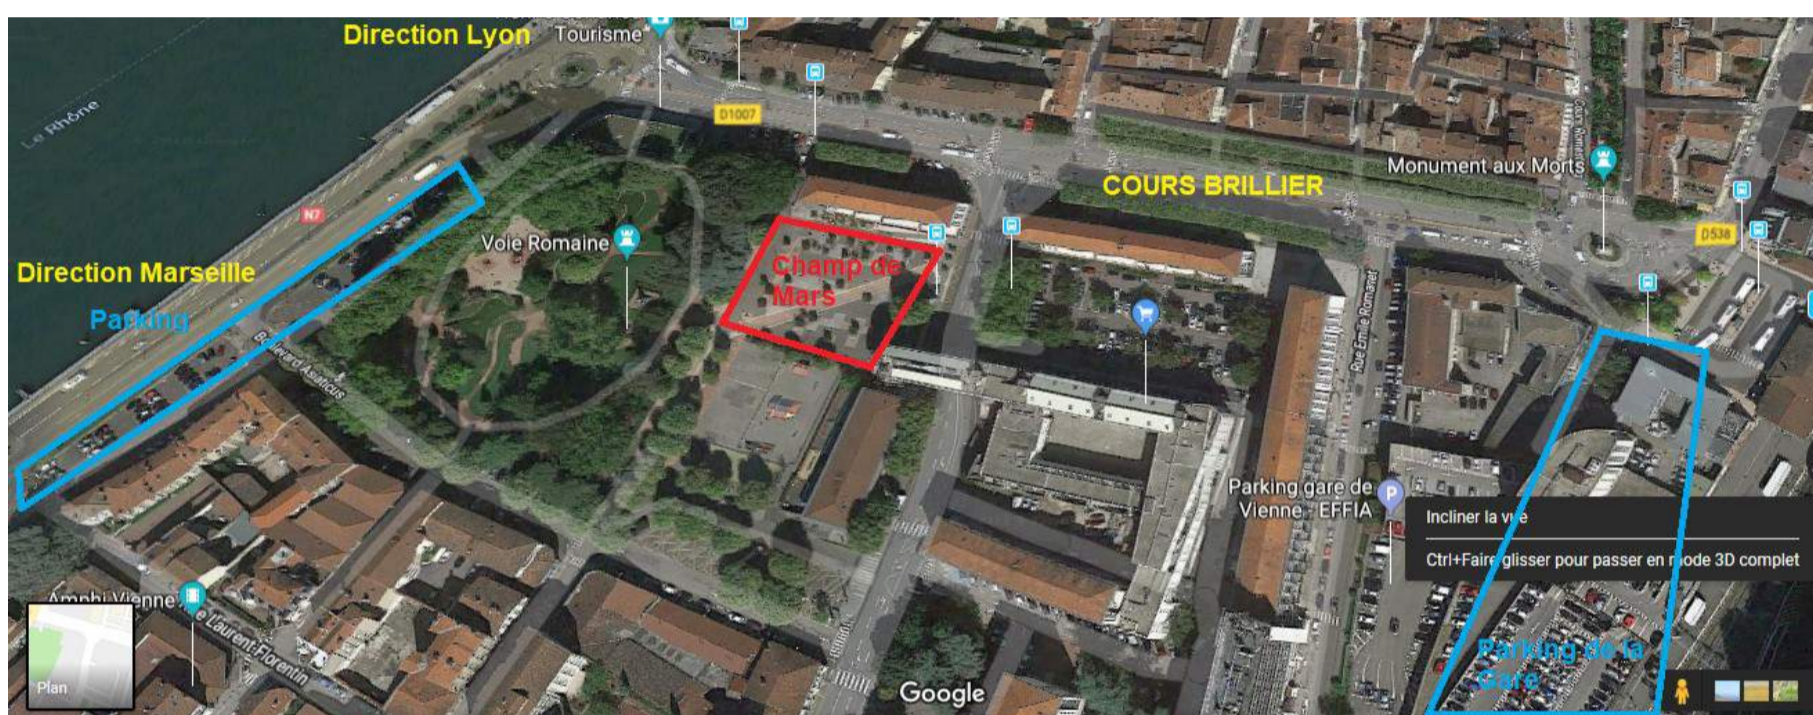 Direction Lyon
Tourisme
D1007
Le Rhône
Monument aux Morts
COURS BRILLIER
N7
D538
Voie Romaine
Direction Marseille
Champ de
Mars
Parking
Boulevard Asiaticus
Rue Emile Romanet
Parking gare de
Vienne - EFFIA
P
Incliner la vue
Ctrl+Faire glisser pour passer en mode 3D complet
Amphi Vienne
Laurent-Florentin
Parking de la
Gare
Plan
Google